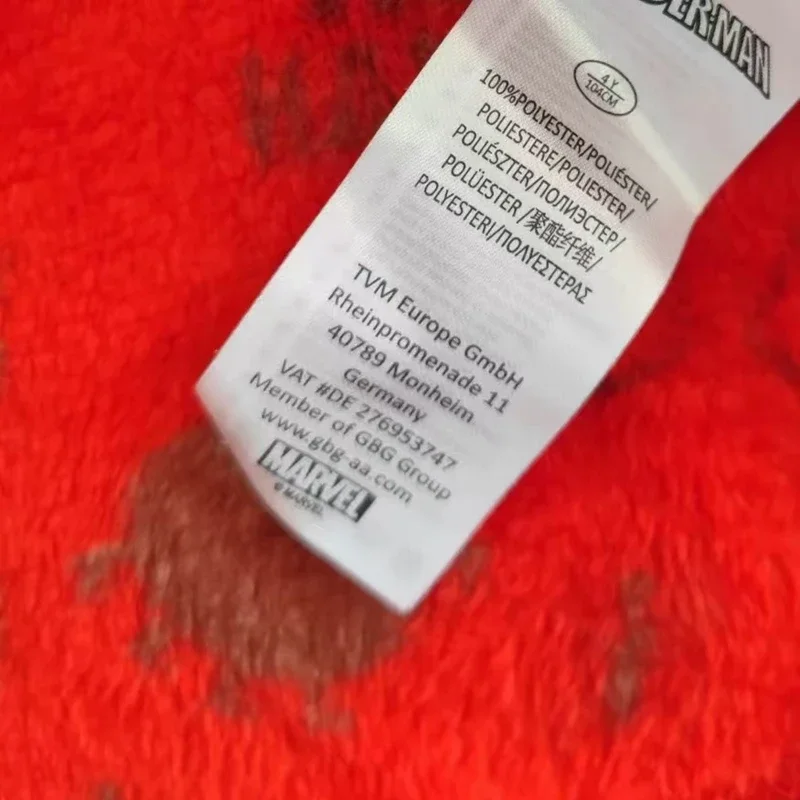 DER-MAN
4 Y
104CM
100%POLYESTER/POLIÉSTER/
POLIESTERE/POLIESTER/
POLIÉSZTER/ПОЛИЭСТЕР/
POLÜESTER /聚酯纤维/
POLYESTERI/ΠΟΛΥΕΣΤΕΡΑΣ
TVM Europe GmbH
Rheinpromenade 11
40789 Monheim
Germany
VAT #DE 276953747
Member of GBG Group
www.gbg-aa.com
MARVEL
© MARVEL